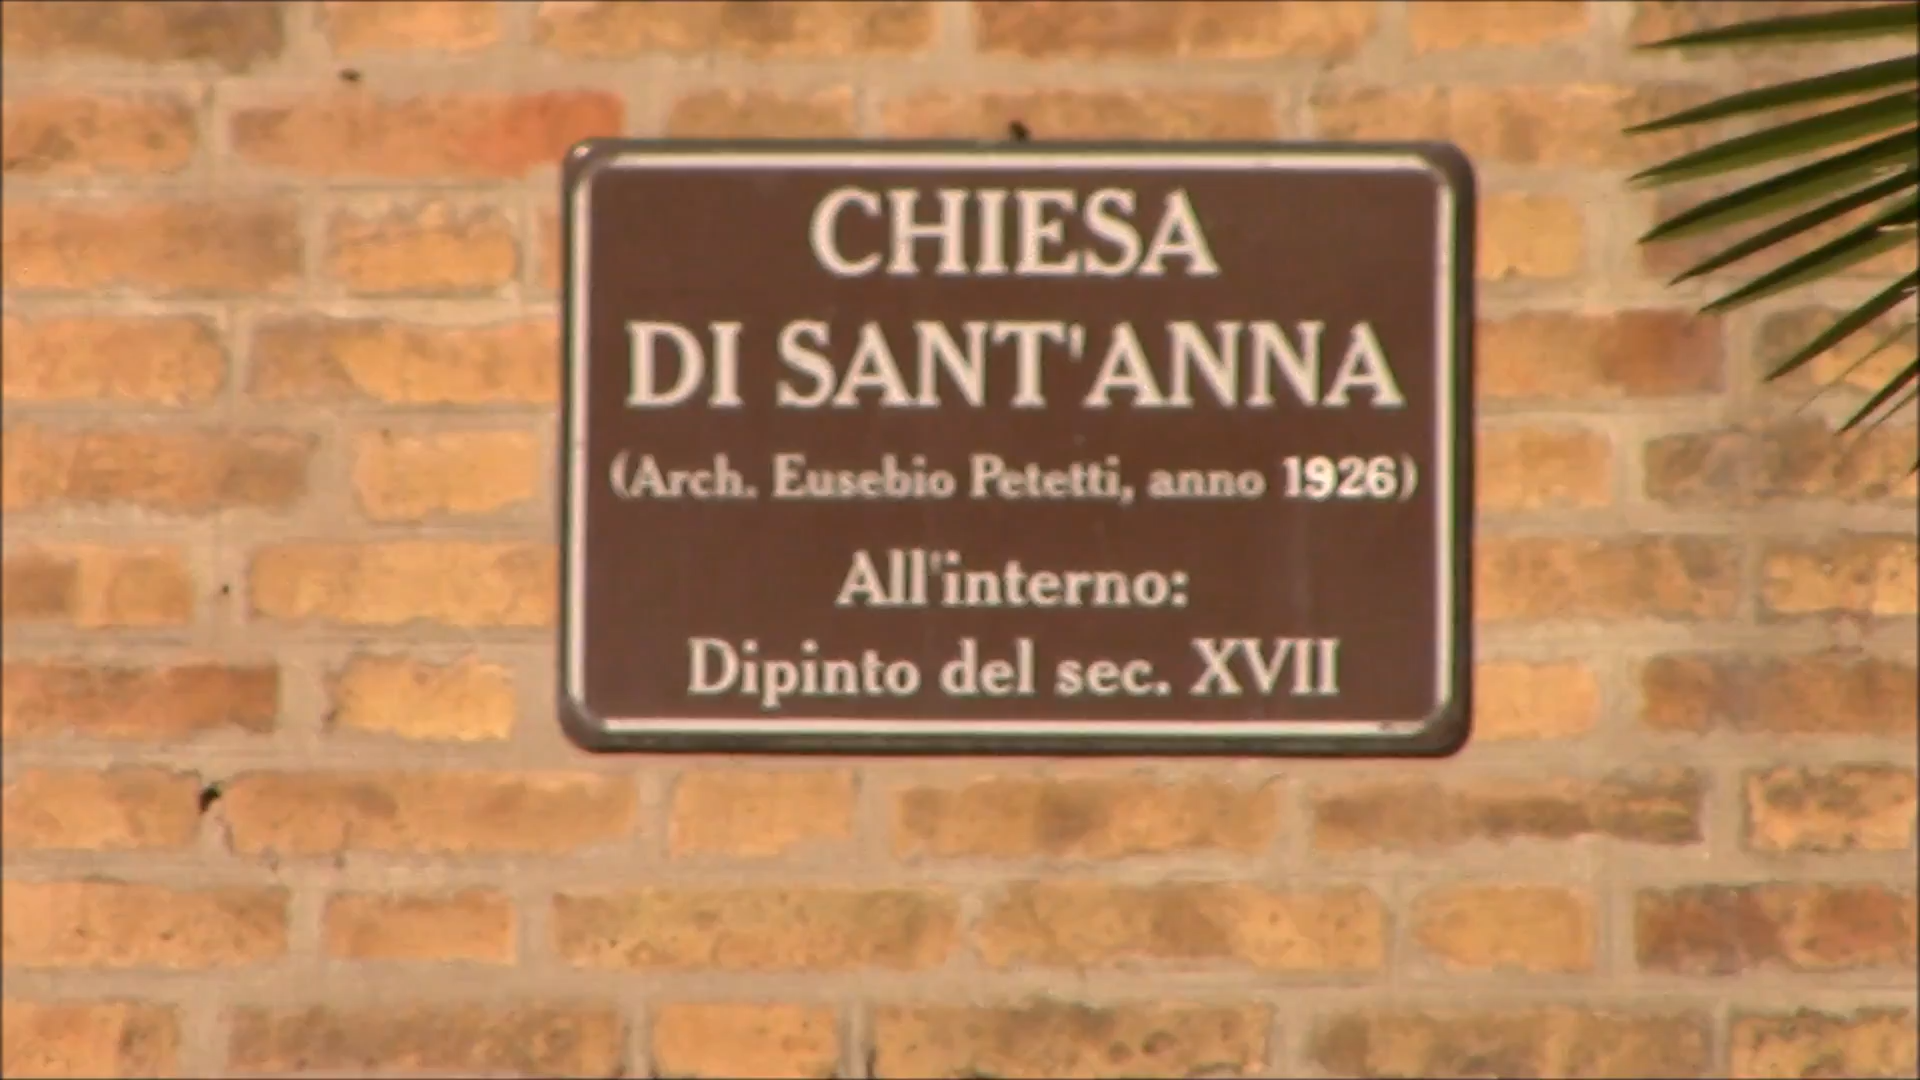 CHIESA
DI SANT'ANNA
(Arch. Eusebio Petetti, anno 1926)
All'interno:
Dipinto del sec. XVII